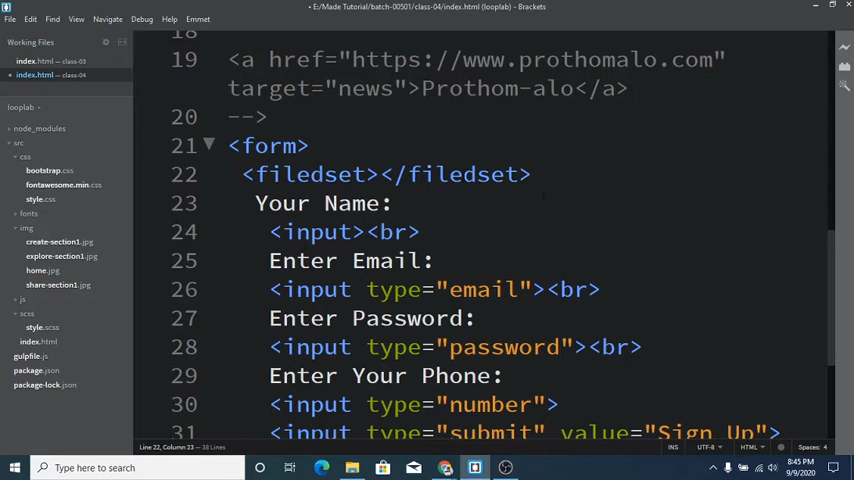 • E:/Made Tutorial/batch-00501/class-04/index.html (looplab) - Brackets
File Edit Find View Navigate Debug Help Emmet
Working Files
index.html — class-03
index.html — class-04
looplab
node_modules
src
css
bootstrap.css
fontawesome.min.css
style.css
fonts
img
create-section1.jpg
explore-section1.jpg
home.jpg
share-section1.jpg
js
scss
style.scss
index.html
gulpfile.js
package.json
package-lock.json
18
19 <a href="https://www.prothomalo.com"
target="news">Prothom-alo</a>
20 -->
21 <form>
22 <filedset></filedset>
23 Your Name:
24 <input><br>
25 Enter Email:
26 <input type="email"><br>
27 Enter Password:
28 <input type="password"><br>
29 Enter Your Phone:
30 <input type="number">
31 <input type="submit" value="Sign Up">
Line 22, Column 23 — 38 Lines
INS UTF-8 HTML Spaces: 4
Type here to search
8:45 PM
9/9/2020